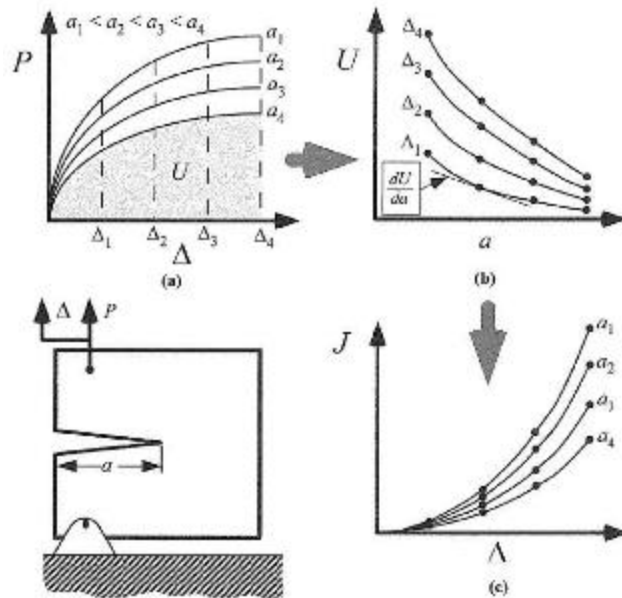 a₁ < a₂ < a₃ < a₄
P
a₁
a₂
a₃
a₄
U
Δ₁ Δ₂ Δ₃ Δ₄
Δ
(a)
U
Δ₄
Δ₃
Δ₂
Λ₁
dU
da
a
(b)
Δ P
a
J
a₁
a₂
a₃
a₄
Λ
(c)